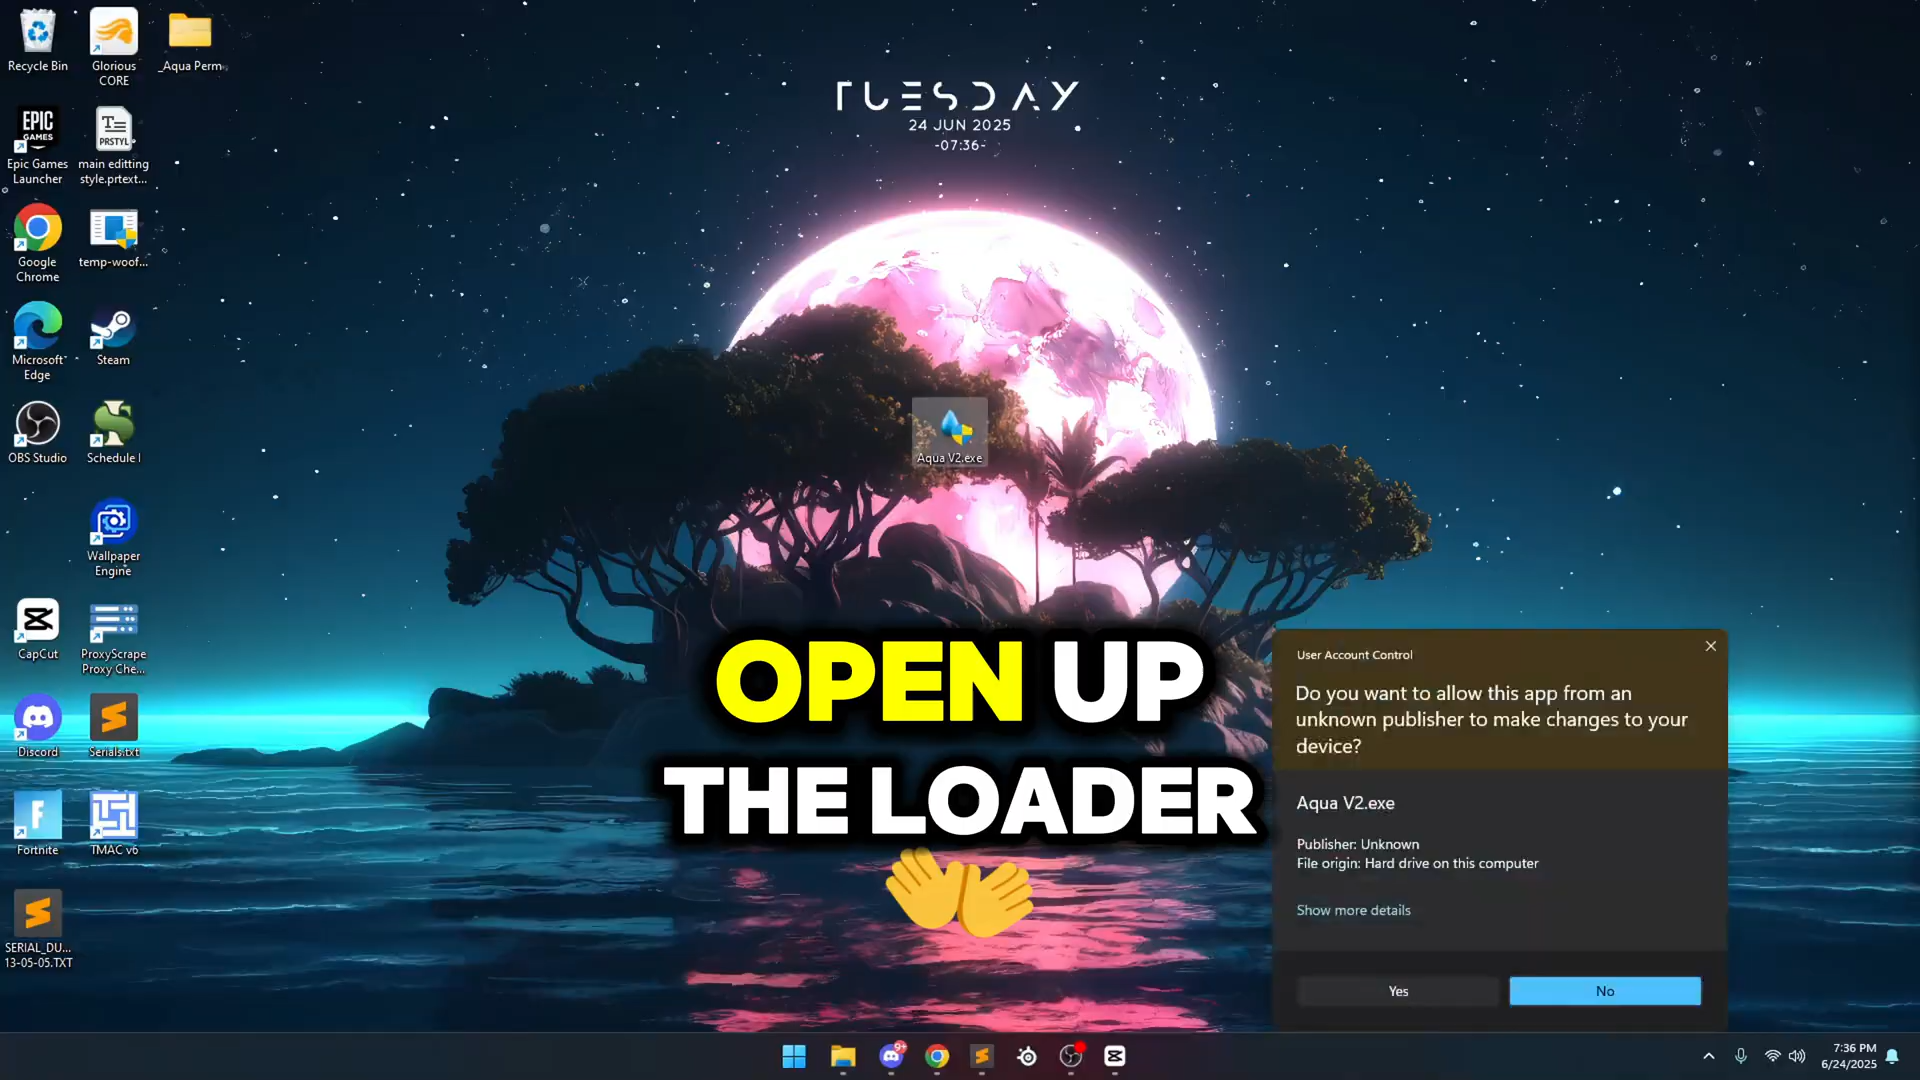 Recycle Bin
Glorious
CORE
_Aqua Perm
EPIC
GAMES
Epic Games
Launcher
PRSTYL
main editting
style.prtext...
Google
Chrome
temp-woof...
Microsoft
Edge
Steam
OBS Studio
Schedule I
Wallpaper
Engine
CapCut
ProxyScrape
Proxy Che...
Discord
Serials.txt
Fortnite
TMAC v6
SERIAL_DU...
13-05-05.TXT
TUESDAY
24 JUN 2025
-07:36-
Aqua V2.exe
OPEN UP
THE LOADER
User Account Control
Do you want to allow this app from an
unknown publisher to make changes to your
device?
Aqua V2.exe
Publisher: Unknown
File origin: Hard drive on this computer
Show more details
Yes
No
9+
7:36 PM
6/24/2025